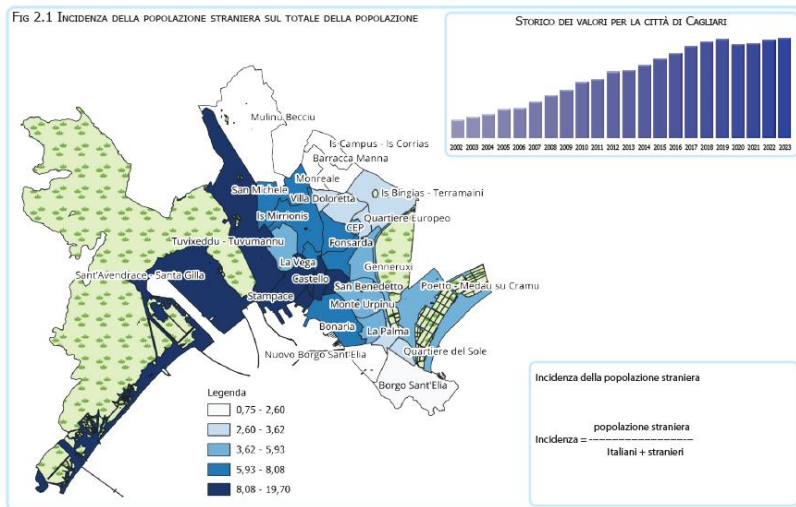 Fig 2.1 Incidenza della popolazione straniera sul totale della popolazione
Storico dei valori per la città di Cagliari
2002 2003 2004 2005 2006 2007 2008 2009 2010 2011 2012 2013 2014 2015 2016 2017 2018 2019 2020 2021 2022 2023
Mulinu Becciu
Is Campus - Is Corrias
Barracca Manna
Monreale
San Michele
Villa Doloretta
Is Bingias - Terramaini
Is Mirrionis
CEP
Quartiere Europeo
Tuvixeddu - Tuvumannu
Fonsarda
La Vega
Genneruxi
Sant'Avendrace - Santa Gilla
Castello
San Benedetto
Poetto - Medau su Cramu
Stampace
Monte Urpinu
Bonaria
La Palma
Nuovo Borgo Sant'Elia
Quartiere del Sole
Borgo Sant'Elia
Legenda
0,75 - 2,60
2,60 - 3,62
3,62 - 5,93
5,93 - 8,08
8,08 - 19,70
Incidenza della popolazione straniera
popolazione straniera
Incidenza = -------------------
Italiani + stranieri